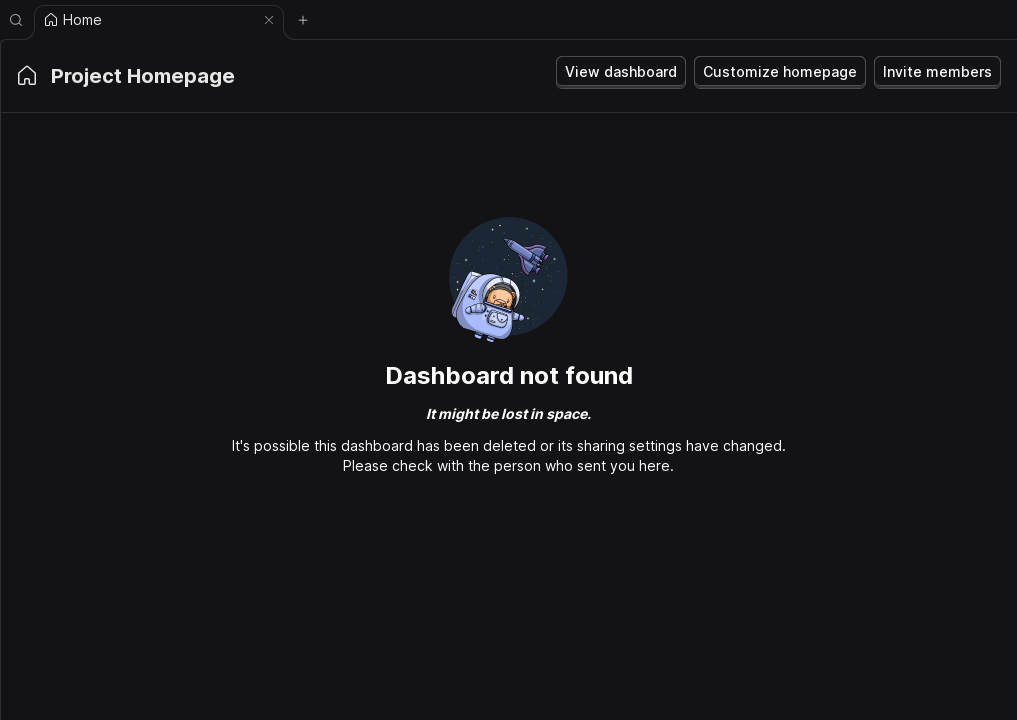 Home
Project Homepage
View dashboard
Customize homepage
Invite members
Dashboard not found
It might be lost in space.
It's possible this dashboard has been deleted or its sharing settings have changed.
Please check with the person who sent you here.